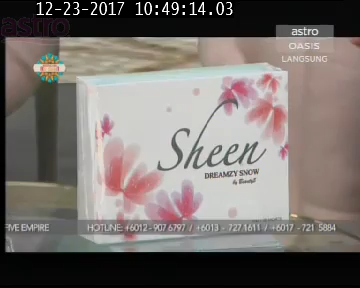 12-23-2017 10:49:14.03
astro
astro
OASIS
LANGSUNG
Sheen
DREAMZY SNOW
FIVE EMPIRE HOTLINE: +6012 - 907 6797 / +6013 - 727 1611 / +6017 - 721 5884